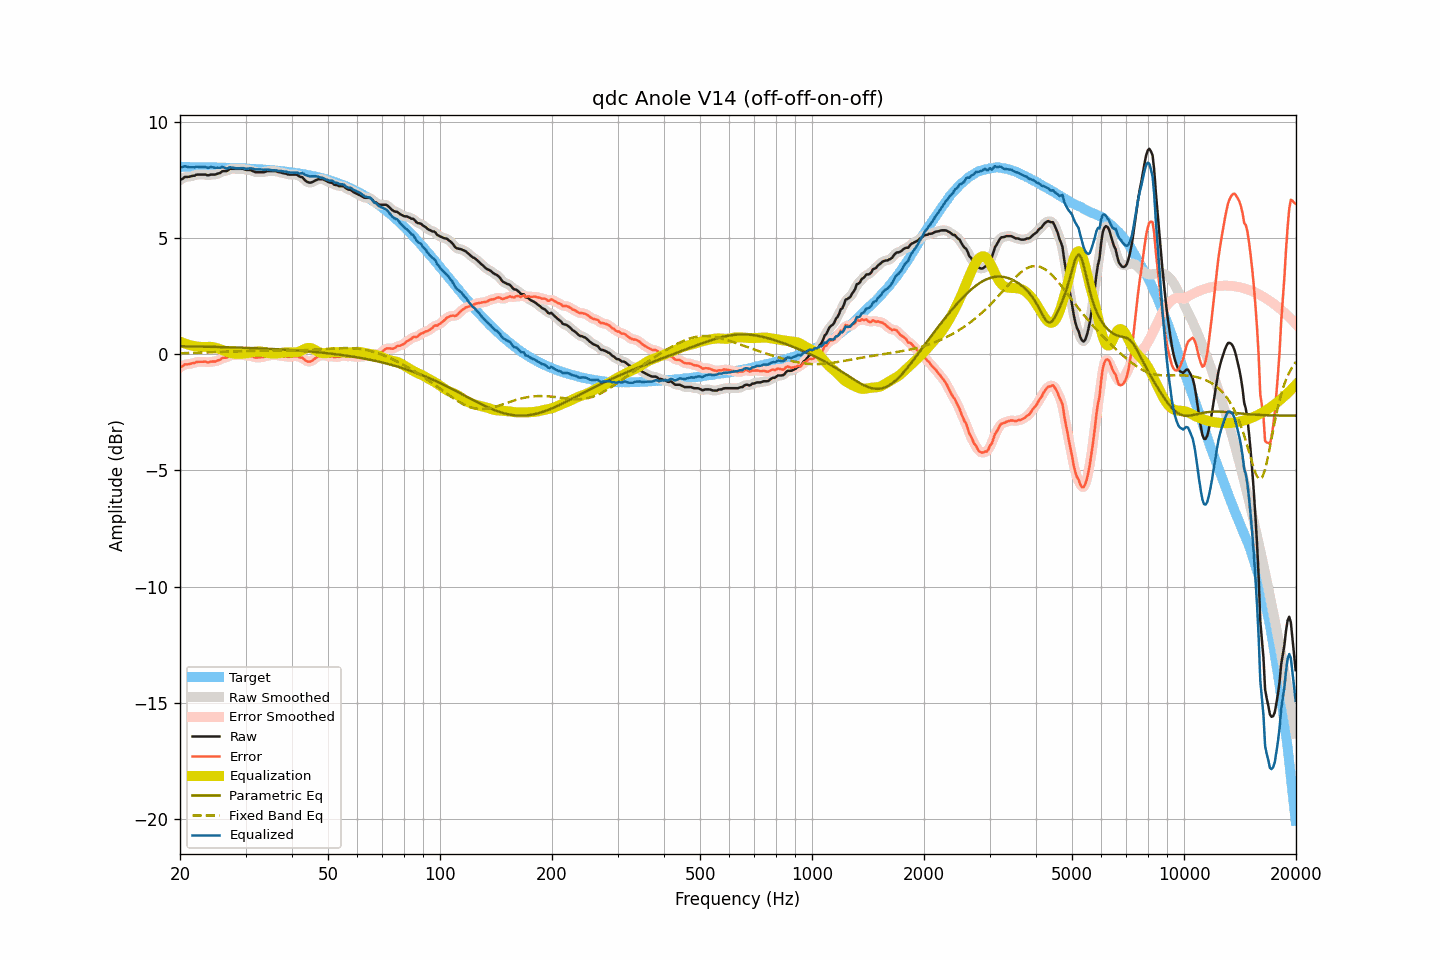 qdc Anole V14 (off-off-on-off)
10
5
0
−5
−10
−15
−20
Amplitude (dBr)
Target
Raw Smoothed
Error Smoothed
Raw
Error
Equalization
Parametric Eq
Fixed Band Eq
Equalized
20 50 100 200 500 1000 2000 5000 10000 20000
Frequency (Hz)